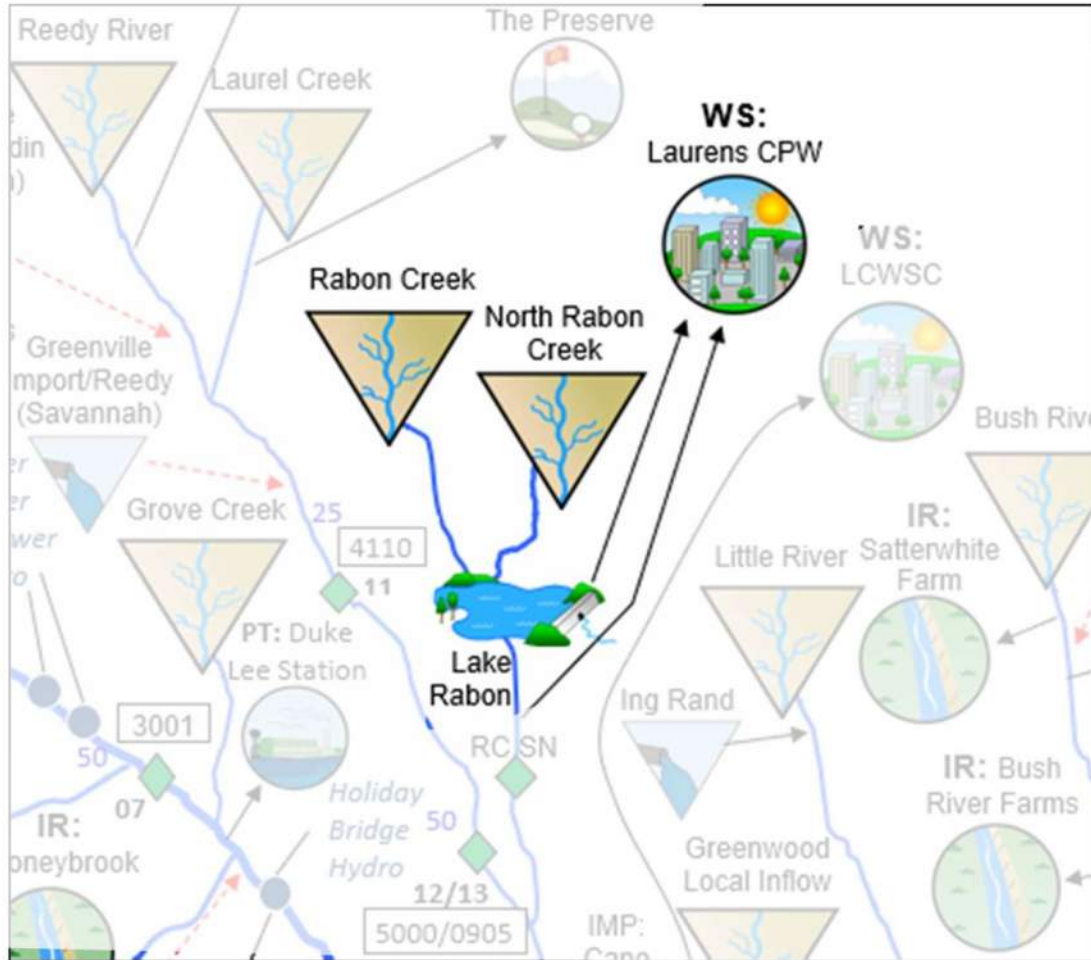 Reedy River
Laurel Creek
The Preserve
din
)
WS:
Laurens CPW
WS:
LCWSC
Rabon Creek
North Rabon
Creek
Greenville
mport/Reedy
(Savannah)
er
er
wer
o
Grove Creek
25
4110
11
PT: Duke
Lee Station
Lake
Rabon
RC SN
Little River
Ing Rand
IR:
Satterwhite
Farm
Bush Rive
3001
50
07
IR:
oneybrook
Holiday
Bridge
Hydro
50
12/13
5000/0905
Greenwood
Local Inflow
IMP:
IR: Bush
River Farms